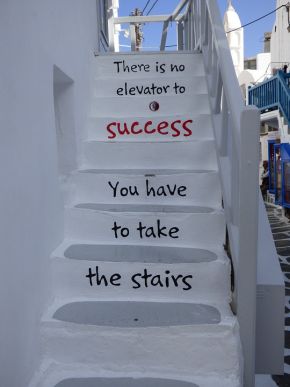 There is no
elevator to
success
You have
to take
the stairs